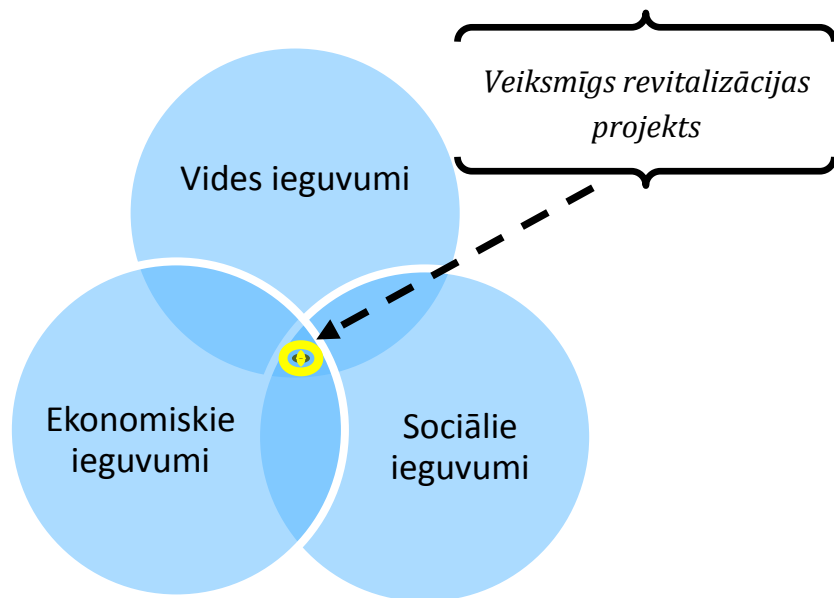 Veiksmīgs revitalizācijas
projekts
Vides ieguvumi
Ekonomiskie
ieguvumi
Sociālie
ieguvumi